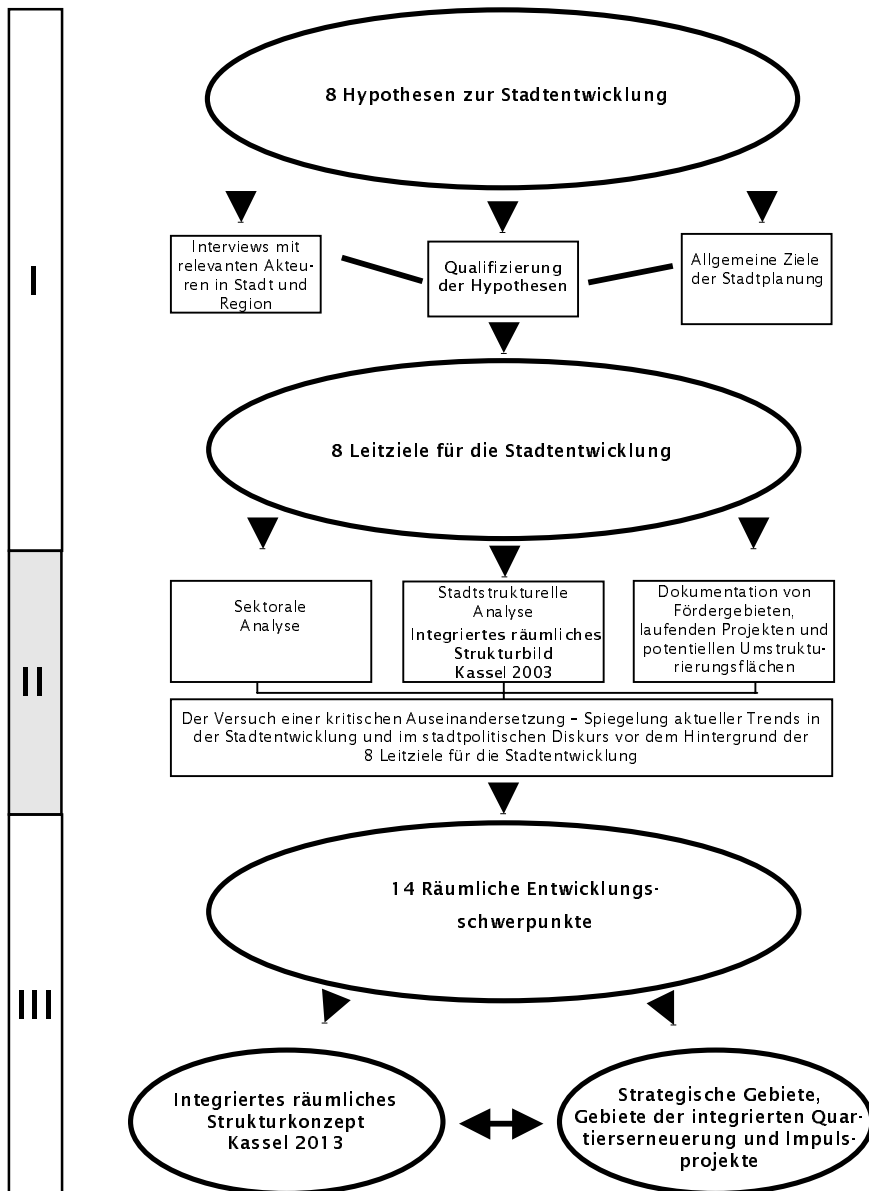 8 Hypothesen zur Stadtentwicklung
I
Interviews mit
relevanten Akteu-
ren in Stadt und
Region
Qualifizierung
der Hypothesen
Allgemeine Ziele
der Stadtplanung
8 Leitziele für die Stadtentwicklung
II
Sektorale
Analyse
Stadtstrukturelle
Analyse
Integriertes räumliches
Strukturbild
Kassel 2003
Dokumentation von
Fördergebieten,
laufenden Projekten und
potentiellen Umstruktu-
rierungsflächen
Der Versuch einer kritischen Auseinandersetzung – Spiegelung aktueller Trends in
der Stadtentwicklung und im stadtpolitischen Diskurs vor dem Hintergrund der
8 Leitziele für die Stadtentwicklung
14 Räumliche Entwicklungs-
schwerpunkte
III
Integriertes räumliches
Strukturkonzept
Kassel 2013
Strategische Gebiete,
Gebiete der integrierten Quar-
tierserneuerung und Impuls-
projekte